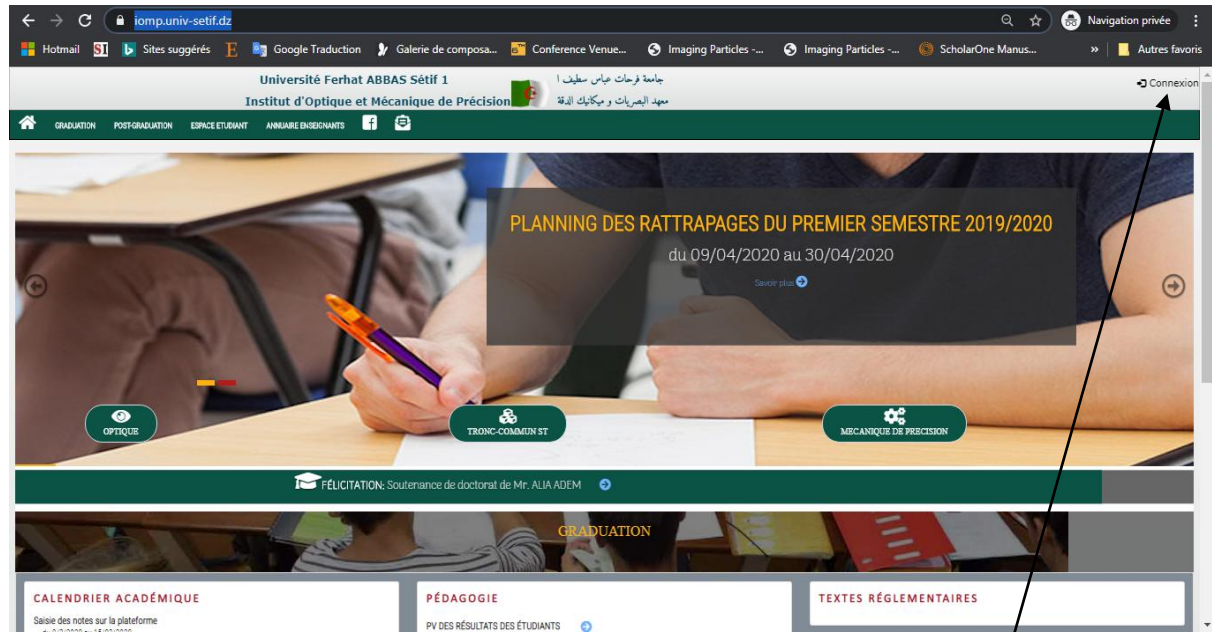 iomp.univ-setif.dz
Navigation privée
Hotmail
SI
Sites suggérés
E
Google Traduction
Galerie de composa...
Conference Venue...
Imaging Particles -...
Imaging Particles -...
ScholarOne Manus...
»
Autres favoris
Université Ferhat ABBAS Sétif 1
جامعة فرحات عباس سطيف ا
Institut d'Optique et Mécanique de Précision
معهد البصريات و ميكانيك الدقة
Connexion
GRADUATION
POST-GRADUATION
ESPACE ETUDIANT
ANNUAIRE ENSEIGNANTS
PLANNING DES RATTRAPAGES DU PREMIER SEMESTRE 2019/2020
du 09/04/2020 au 30/04/2020
Savoir plus
OPTIQUE
TRONC-COMMUN ST
MECANIQUE DE PRECISION
FÉLICITATION: Soutenance de doctorat de Mr. ALIA ADEM
GRADUATION
CALENDRIER ACADÉMIQUE
Saisie des notes sur la plateforme
PÉDAGOGIE
PV DES RÉSULTATS DES ÉTUDIANTS
TEXTES RÉGLEMENTAIRES